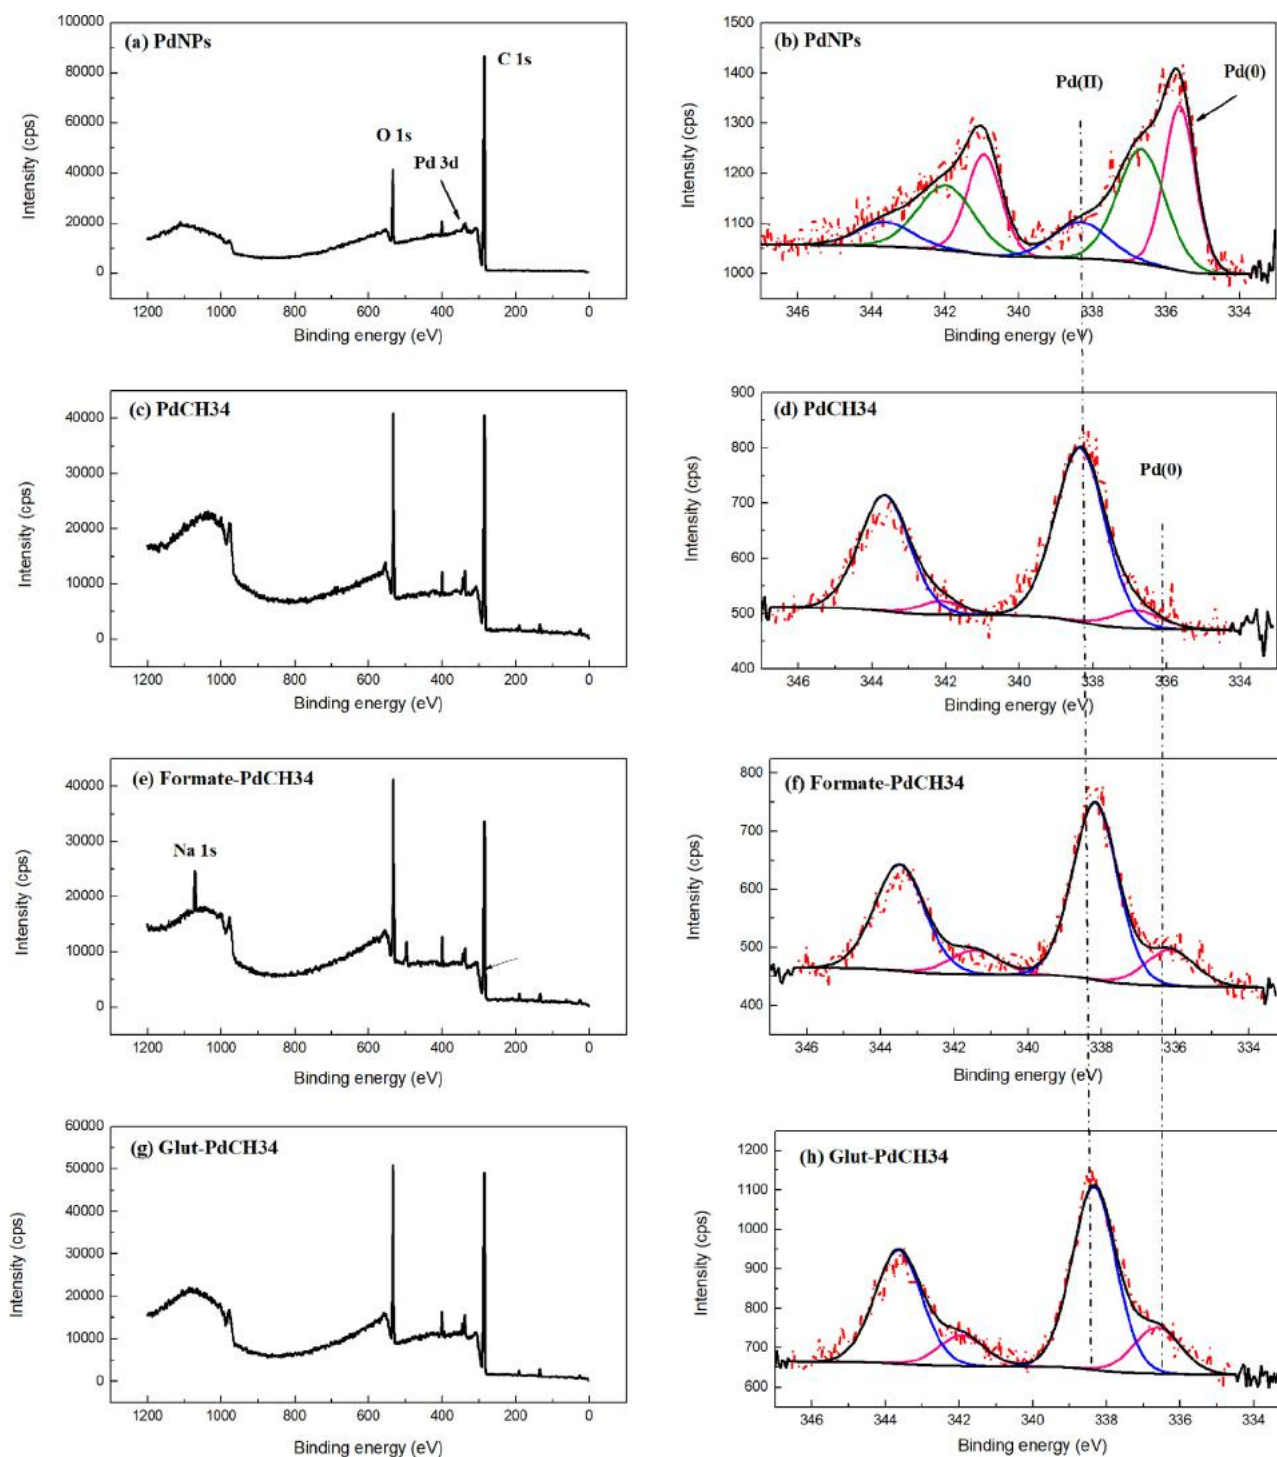 (a) PdNPs
C 1s
O 1s
Pd 3d
100000
80000
60000
40000
20000
0
Intensity (cps)
1200 1000 800 600 400 200 0
Binding energy (eV)
(b) PdNPs
Pd(II)
Pd(0)
1500
1400
1300
1200
1100
1000
Intensity (cps)
346 344 342 340 338 336 334
Binding energy (eV)
(c) PdCH34
40000
30000
20000
10000
0
Intensity (cps)
1200 1000 800 600 400 200 0
Binding energy (eV)
(d) PdCH34
Pd(0)
900
800
700
600
500
400
Intensity (cps)
346 344 342 340 338 336 334
Binding energy (eV)
(e) Formate-PdCH34
Na 1s
40000
30000
20000
10000
0
Intensity (cps)
1200 1000 800 600 400 200 0
Binding energy (eV)
(f) Formate-PdCH34
800
700
600
500
400
Intensity (cps)
346 344 342 340 338 336 334
Binding energy (eV)
(g) Glut-PdCH34
60000
50000
40000
30000
20000
10000
0
Intensity (cps)
1200 1000 800 600 400 200 0
Binding energy (eV)
(h) Glut-PdCH34
1200
1100
1000
900
800
700
600
Intensity (cps)
346 344 342 340 338 336 334
Binding energy (eV)